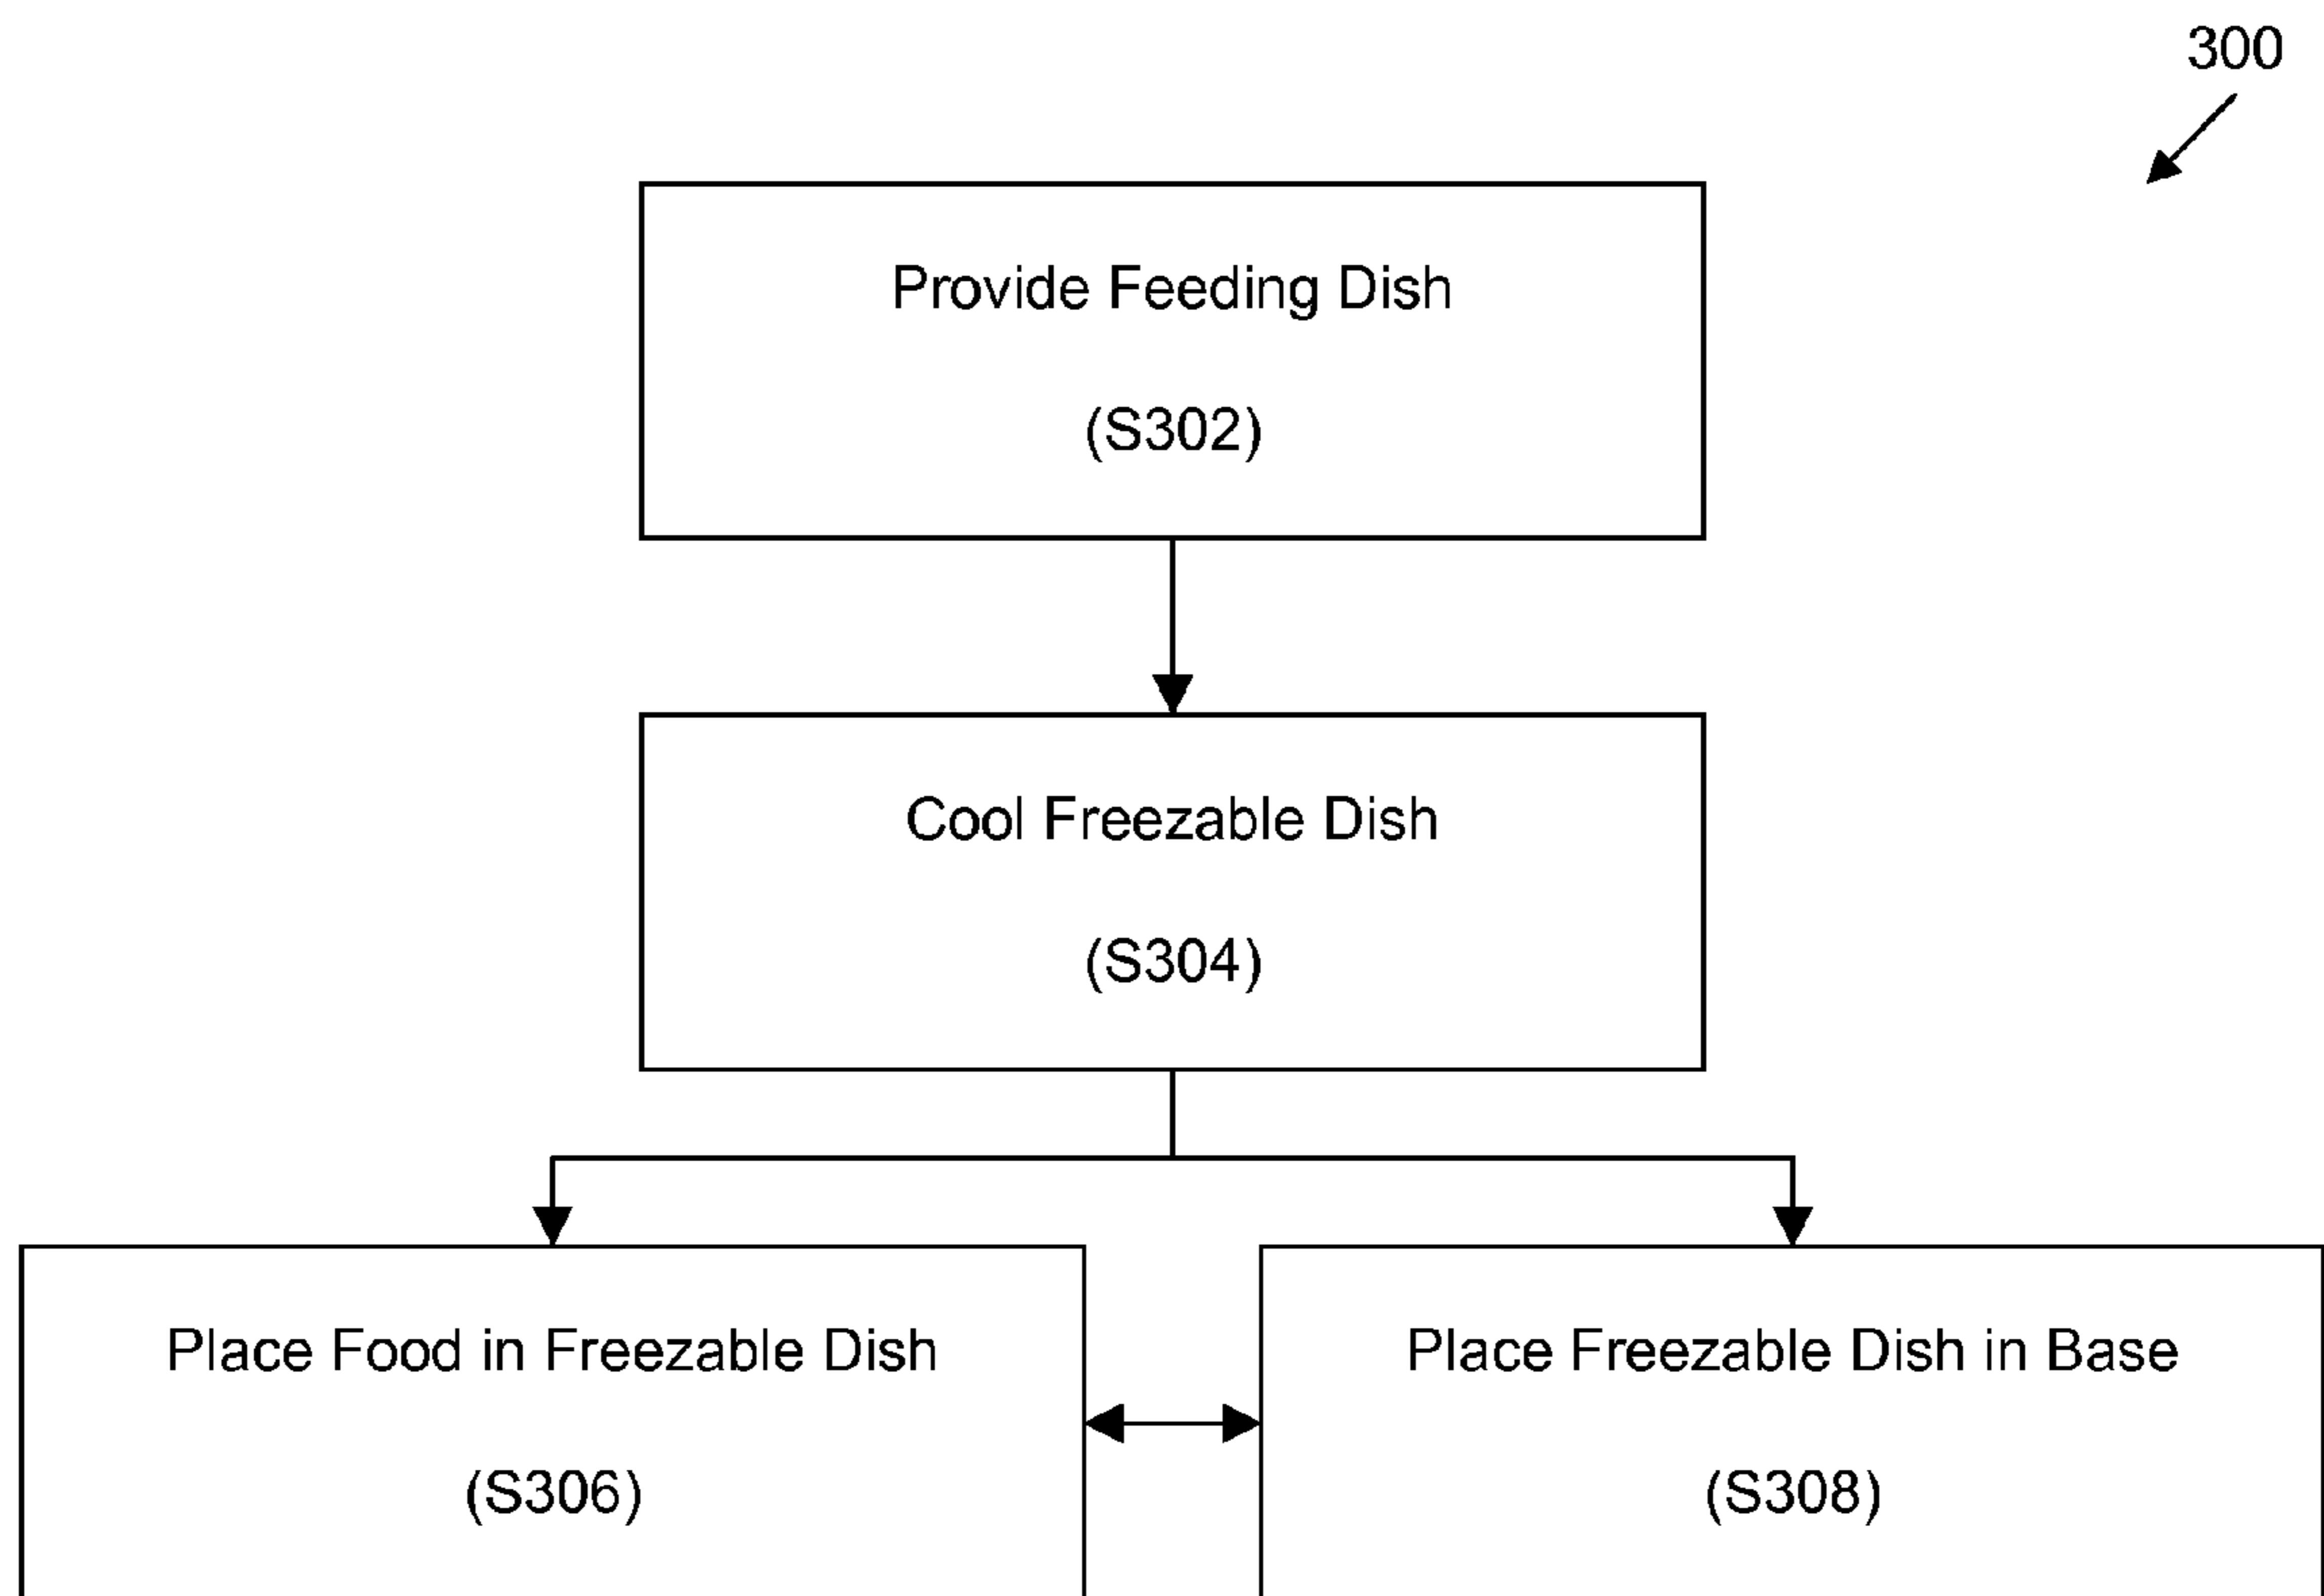 300
Provide Feeding Dish
(S302)
Cool Freezable Dish
(S304)
Place Food in Freezable Dish
(S306)
Place Freezable Dish in Base
(S308)